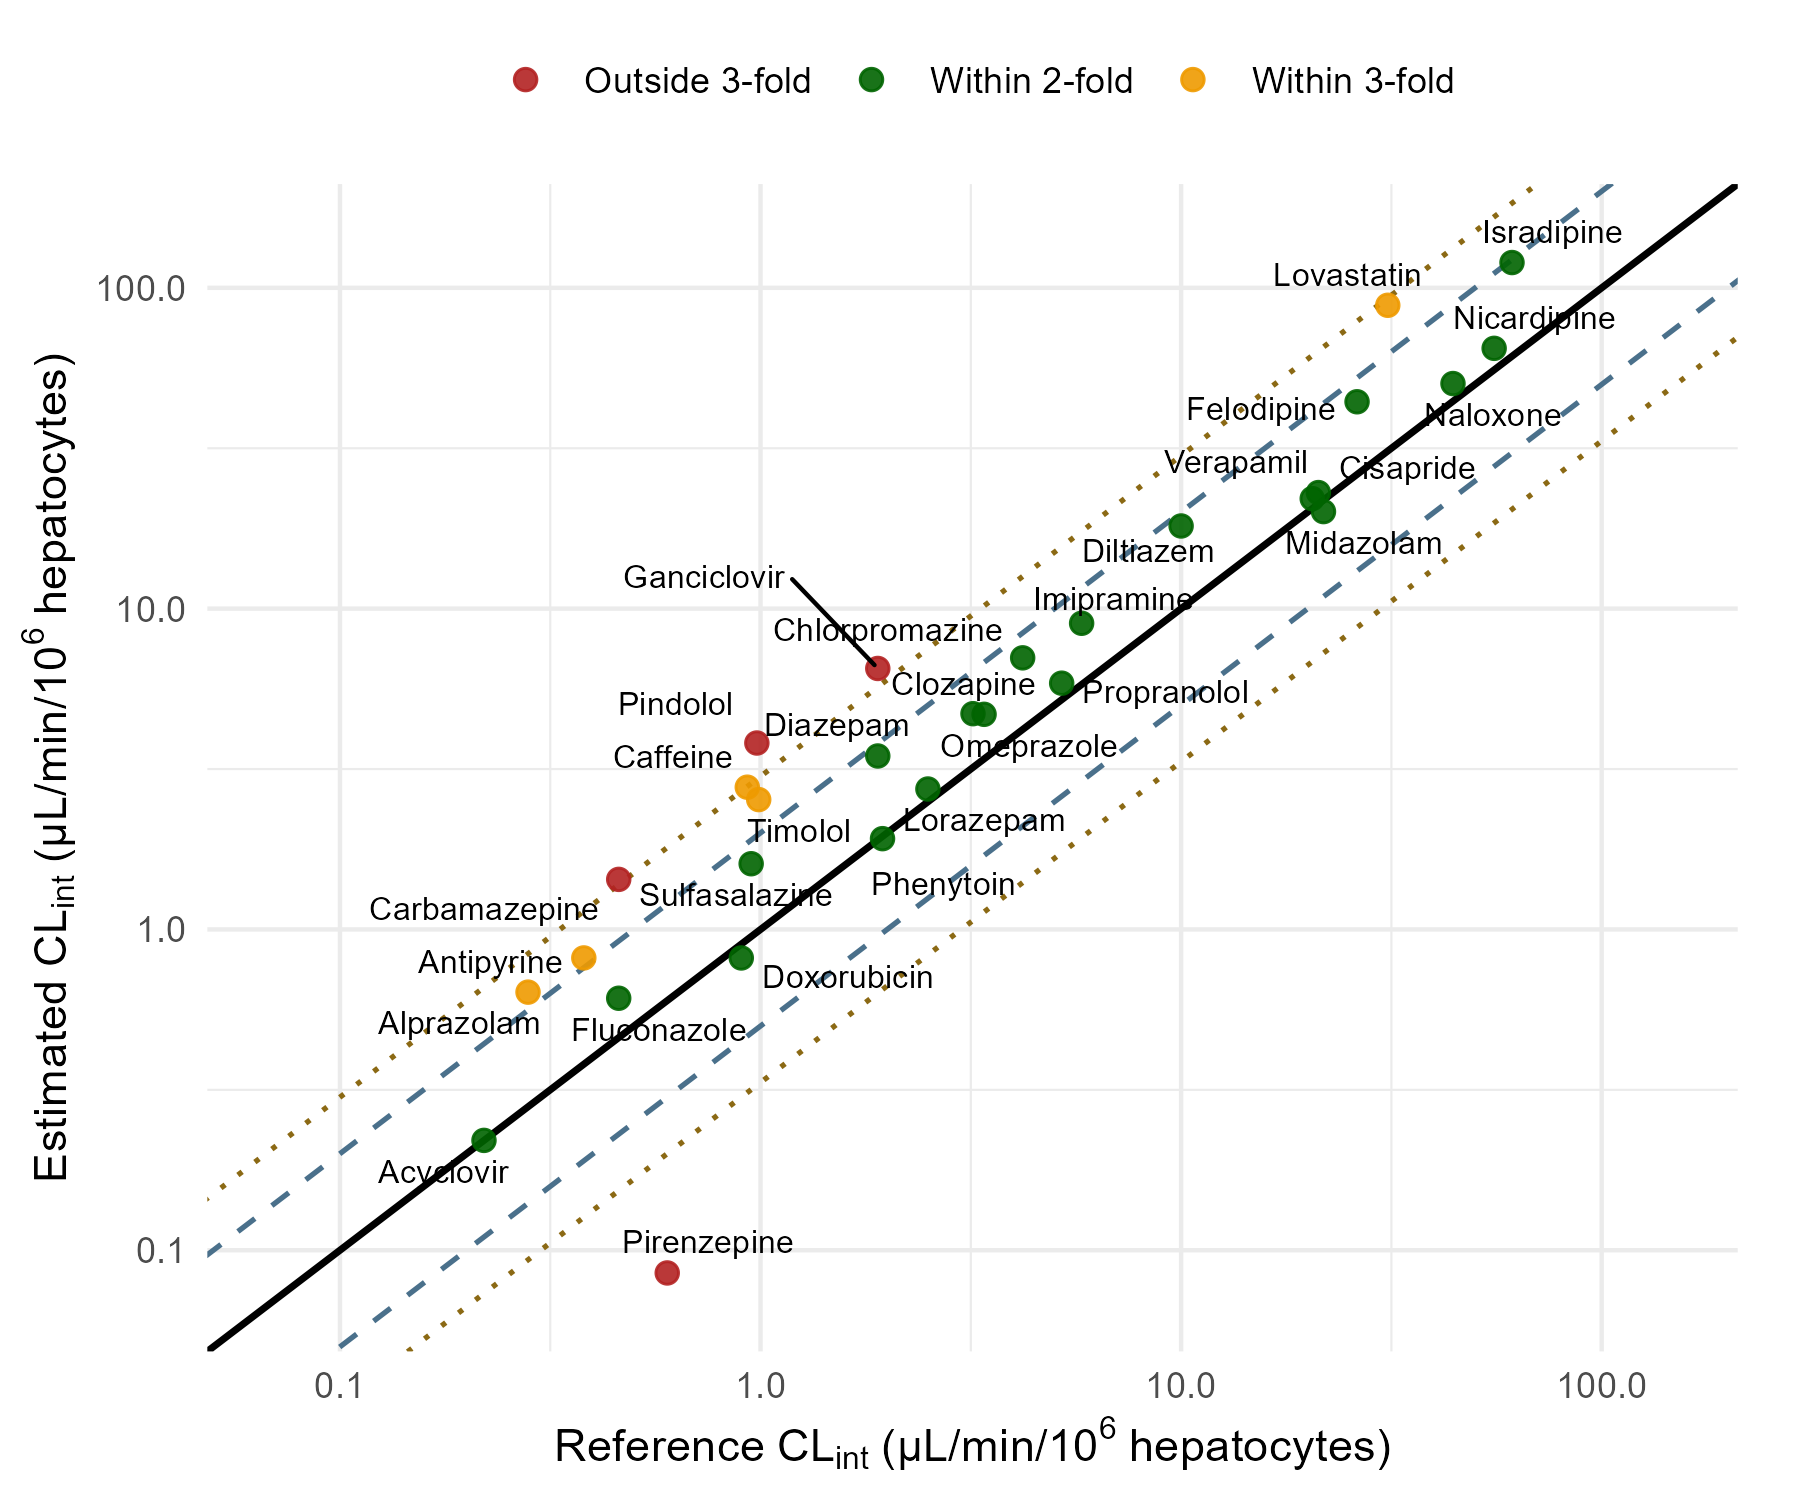 Outside 3-fold Within 2-fold Within 3-fold
Isradipine
Lovastatin
100.0
Nicardipine
Felodipine
Naloxone
Verapamil
Cisapride
Midazolam
Diltiazem
Ganciclovir
Imipramine
10.0
Chlorpromazine
Clozapine
Propranolol
Pindolol
Diazepam
Omeprazole
Caffeine
Lorazepam
Timolol
Phenytoin
Sulfasalazine
Carbamazepine
1.0
Antipyrine
Doxorubicin
Alprazolam
Fluconazole
Acyclovir
Pirenzepine
0.1
0.1 1.0 10.0 100.0
Reference CLint (µL/min/10⁶ hepatocytes)
Estimated CLint (µL/min/10⁶ hepatocytes)